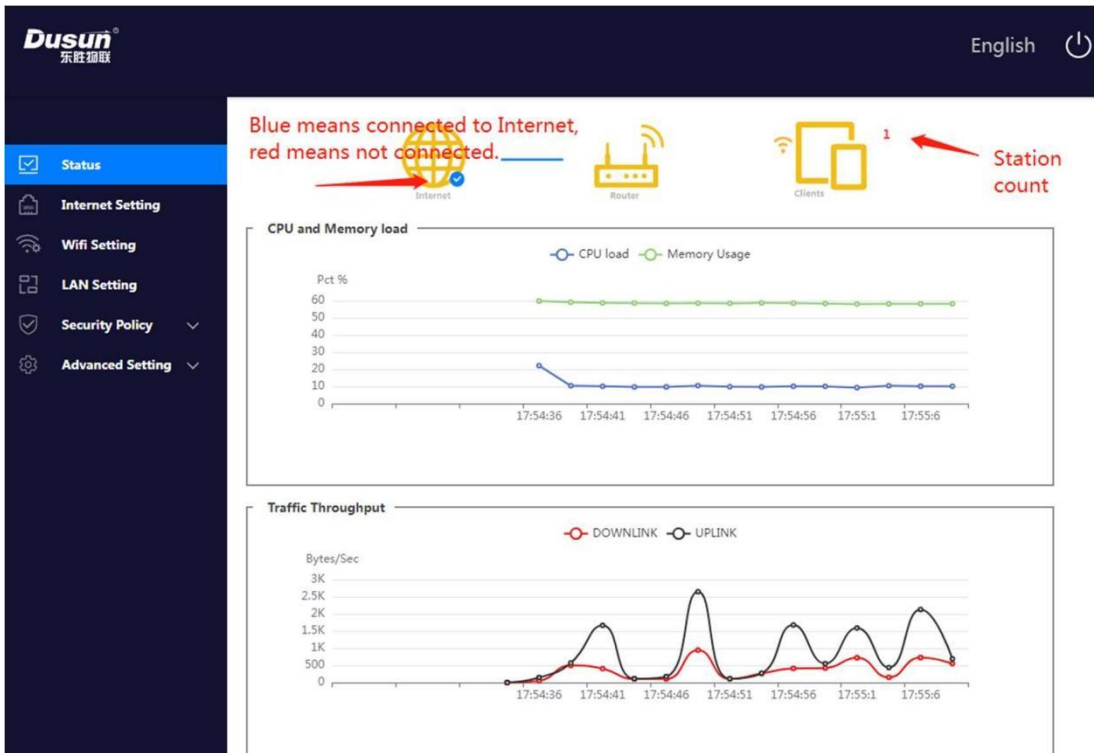 Dusun®
东胜物联
English
Blue means connected to Internet,
red means not connected.
1
Station
count
Internet
Router
Clients
Status
Internet Setting
Wifi Setting
LAN Setting
Security Policy
Advanced Setting
CPU and Memory load
CPU load Memory Usage
Pct %
60
50
40
30
20
10
0
17:54:36 17:54:41 17:54:46 17:54:51 17:54:56 17:55:1 17:55:6
Traffic Throughput
DOWNLINK UPLINK
Bytes/Sec
3K
2.5K
2K
1.5K
1K
500
0
17:54:36 17:54:41 17:54:46 17:54:51 17:54:56 17:55:1 17:55:6